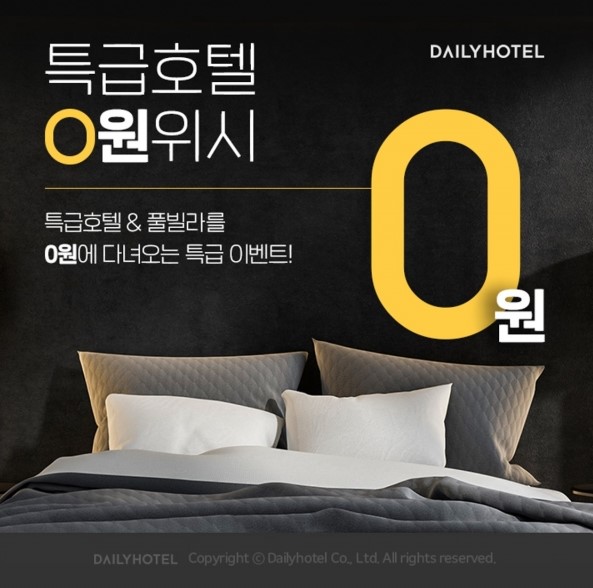 특급호텔
DAILYHOTEL
0원위시
특급호텔 & 풀빌라를
0원에 다녀오는 특급 이벤트!
0원
DAILYHOTEL Copyright ⓒ Dailyhotel Co., Ltd. All rights reserved.